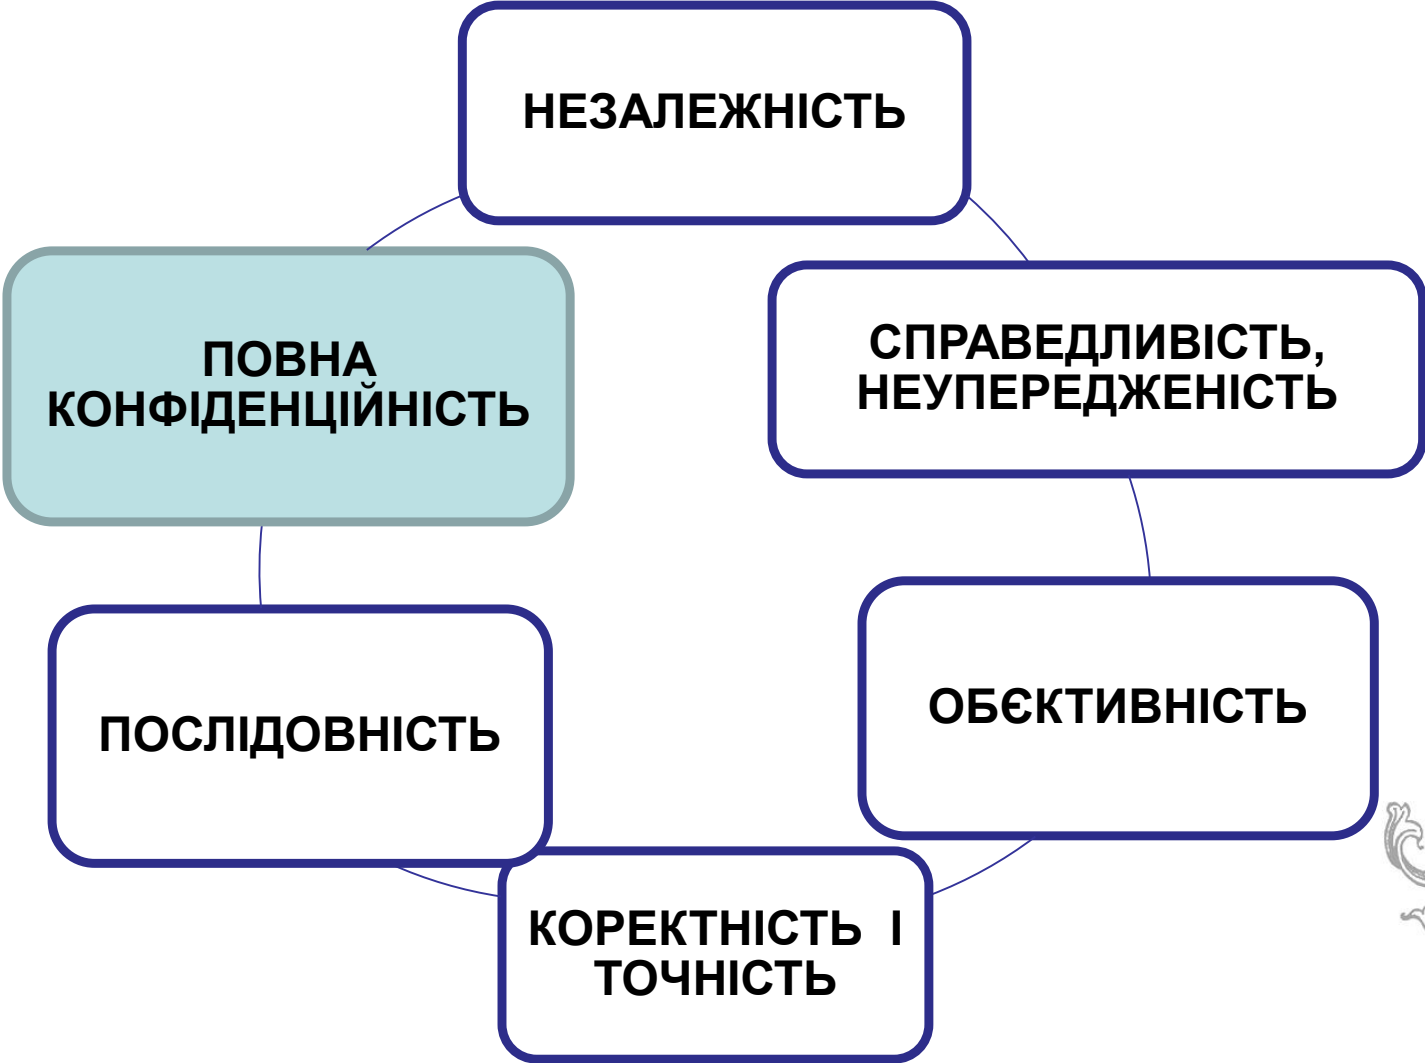 НЕЗАЛЕЖНІСТЬ
СПРАВЕДЛИВІСТЬ,
НЕУПЕРЕДЖЕНІСТЬ
ОБЄКТИВНІСТЬ
КОРЕКТНІСТЬ І
ТОЧНІСТЬ
ПОСЛІДОВНІСТЬ
ПОВНА
КОНФІДЕНЦІЙНІСТЬ